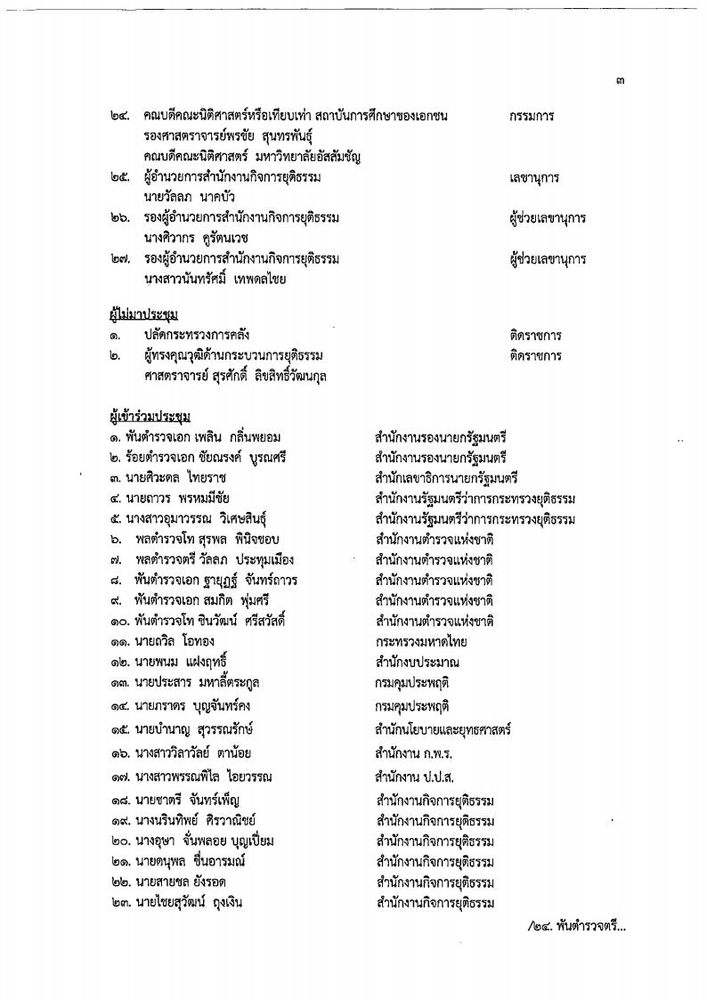 ๓
๒๔. คณบดีคณะนิติศาสตร์หรือเทียบเท่า สถาบันการศึกษาของเอกชน กรรมการ
รองศาสตราจารย์พรชัย สุนทรพันธุ์
คณบดีคณะนิติศาสตร์ มหาวิทยาลัยอัสสัมชัญ
๒๕. ผู้อำนวยการสำนักงานกิจการยุติธรรม เลขานุการ
นายวัลลภ นาคบัว
๒๖. รองผู้อำนวยการสำนักงานกิจการยุติธรรม ผู้ช่วยเลขานุการ
นางศิวากร คูรัตนเวช
๒๗. รองผู้อำนวยการสำนักงานกิจการยุติธรรม ผู้ช่วยเลขานุการ
นางสาวนันทรัศมิ์ เทพดลไชย
ผู้ไม่มาประชุม
๑. ปลัดกระทรวงการคลัง ติดราชการ
๒. ผู้ทรงคุณวุฒิด้านกระบวนการยุติธรรม ติดราชการ
ศาสตราจารย์ สุรศักดิ์ ลิขสิทธิ์วัฒนกุล
ผู้เข้าร่วมประชุม
๑. พันตำรวจเอก เพลิน กลิ่นพยอม สำนักงานรองนายกรัฐมนตรี
๒. ร้อยตำรวจเอก ชัยณรงค์ บูรณศรี สำนักงานรองนายกรัฐมนตรี
๓. นายศิวะดล ไทยราช สำนักเลขาธิการนายกรัฐมนตรี
๔. นายถาวร พรหมมีชัย สำนักงานรัฐมนตรีว่าการกระทรวงยุติธรรม
๕. นางสาวอุมาวรรณ วิเศษสินธุ์ สำนักงานรัฐมนตรีว่าการกระทรวงยุติธรรม
๖. พลตำรวจโท สุรพล พินิจชอบ สำนักงานตำรวจแห่งชาติ
๗. พลตำรวจตรี วัลลภ ประทุมเมือง สำนักงานตำรวจแห่งชาติ
๘. พันตำรวจเอก ฐายุฏฐ์ จันทร์ถาวร สำนักงานตำรวจแห่งชาติ
๙. พันตำรวจเอก สมกิต พุ่มศรี สำนักงานตำรวจแห่งชาติ
๑๐. พันตำรวจโท ชินวัฒน์ ศรีสวัสดิ์ สำนักงานตำรวจแห่งชาติ
๑๑. นายถวิล โอทอง กระทรวงมหาดไทย
๑๒. นายพนม แฝงฤทธิ์ สำนักงบประมาณ
๑๓. นายประสาร มหาลี้ตระกูล กรมคุมประพฤติ
๑๔. นายภราดร บุญจันทร์คง กรมคุมประพฤติ
๑๕. นายบำนาญ สุวรรณรักษ์ สำนักนโยบายและยุทธศาสตร์
๑๖. นางสาววิลาวัลย์ ตาน้อย สำนักงาน ก.พ.ร.
๑๗. นางสาวพรรณพิไล ไอยวรรณ สำนักงาน ป.ป.ส.
๑๘. นายชาตรี จันทร์เพ็ญ สำนักงานกิจการยุติธรรม
๑๙. นางนรินทิพย์ ศิรวาณิชย์ สำนักงานกิจการยุติธรรม
๒๐. นางอุษา จั่นพลอย บุญเปี่ยม สำนักงานกิจการยุติธรรม
๒๑. นายดนุพล ชื่นอารมณ์ สำนักงานกิจการยุติธรรม
๒๒. นายสายชล ยังรอด สำนักงานกิจการยุติธรรม
๒๓. นายไชยสุวัฒน์ ถุงเงิน สำนักงานกิจการยุติธรรม
/๒๔. พันตำรวจตรี...